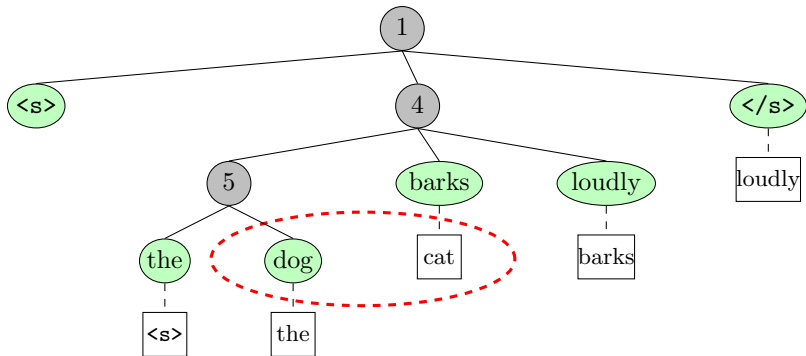 1
<s> 4 </s>
5 barks loudly loudly
the dog cat barks
<s> the